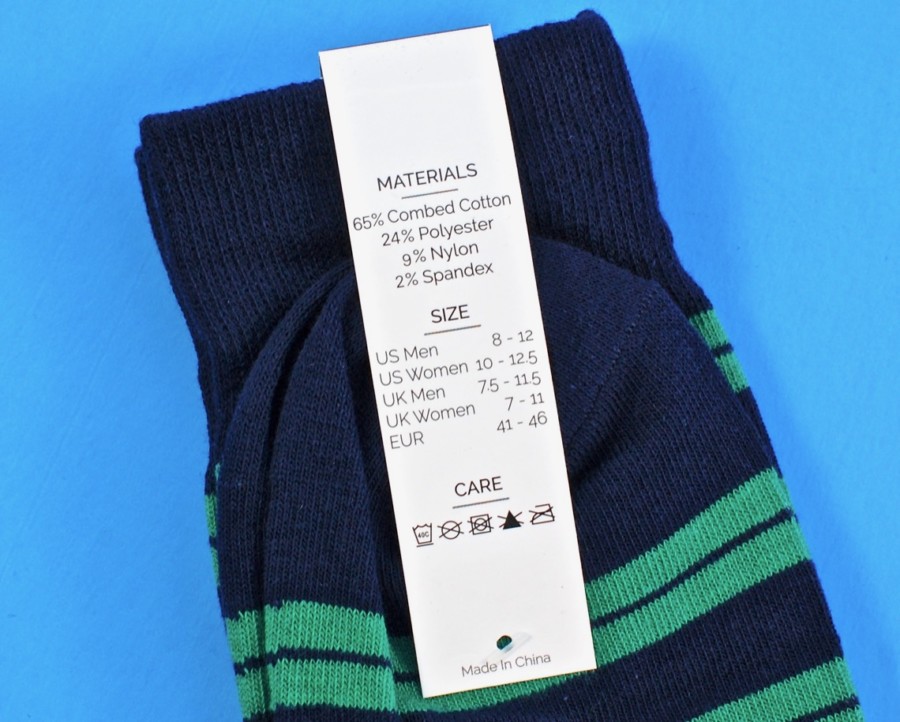 MATERIALS
65% Combed Cotton
24% Polyester
9% Nylon
2% Spandex
SIZE
US Men 8 - 12
US Women 10 - 12.5
UK Men 7.5 - 11.5
UK Women 7 - 11
EUR 41 - 46
CARE
40C
Made In China